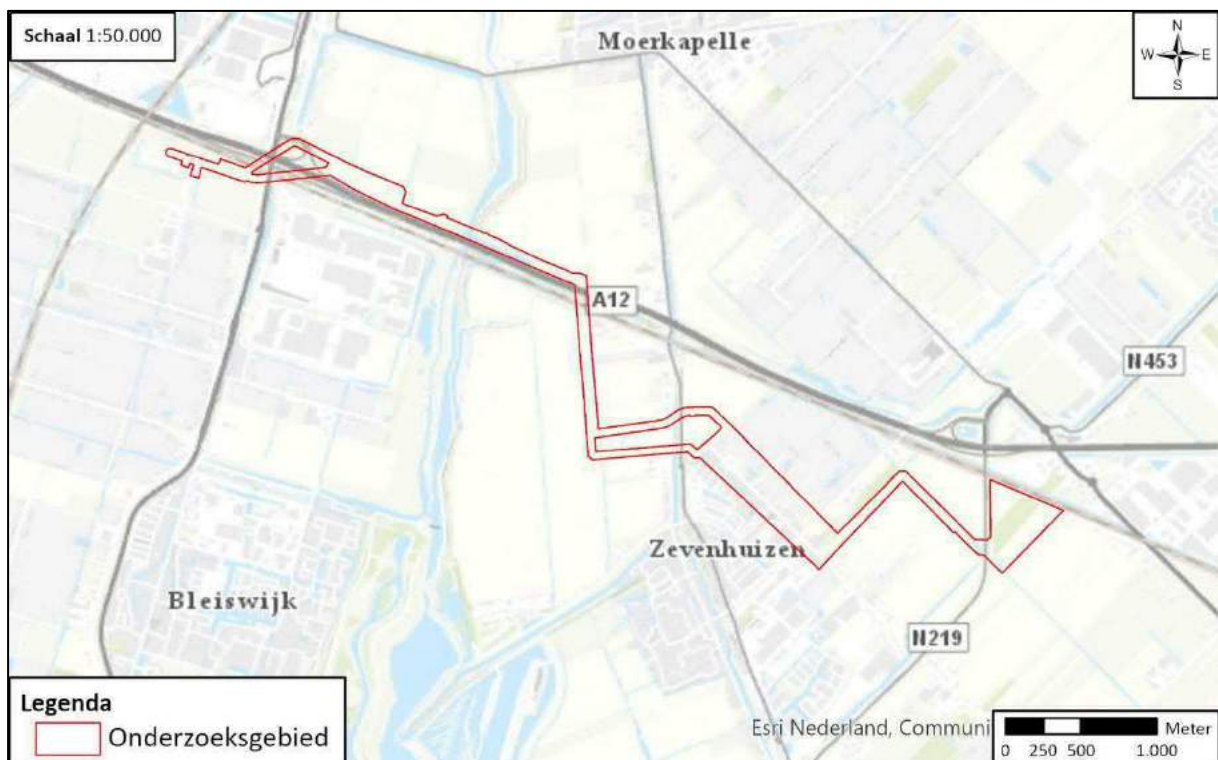 Schaal 1:50.000
Moerkapelle
N
W E
S
A12
N453
Zevenhuizen
Bleiswijk
N219
Legenda
Onderzoeksgebied
Esri Nederland, Communi
Meter
0 250 500 1.000